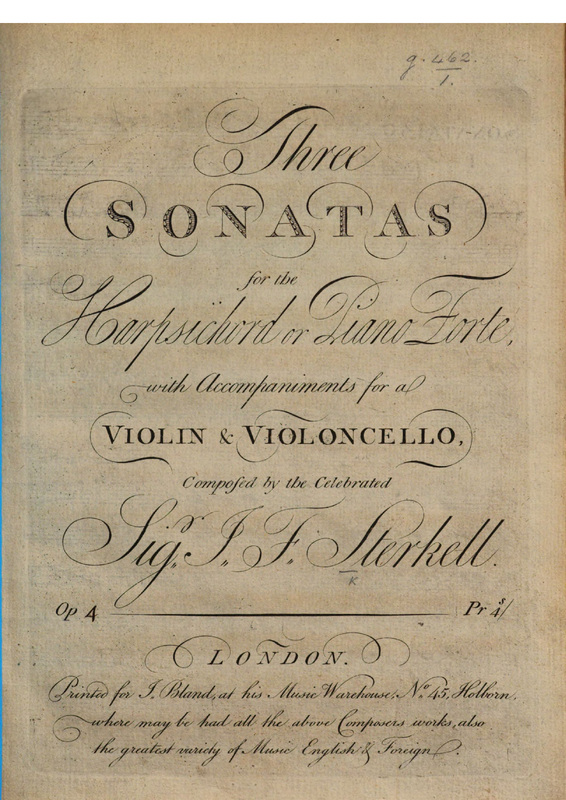 g. 462.
1.
Three
SONATAS
for the
Harpsichord or Piano Forte,
with Accompaniments for a
VIOLIN & VIOLONCELLO,
Composed by the Celebrated
Sigr. J. F. Sterkell.
K
Op 4 Pr 4s/
LONDON.
Printed for J. Bland, at his Music Warehouse, No. 45, Holborn,
where may be had all the above Composers works, also
the greatest variety of Music English & Foreign.